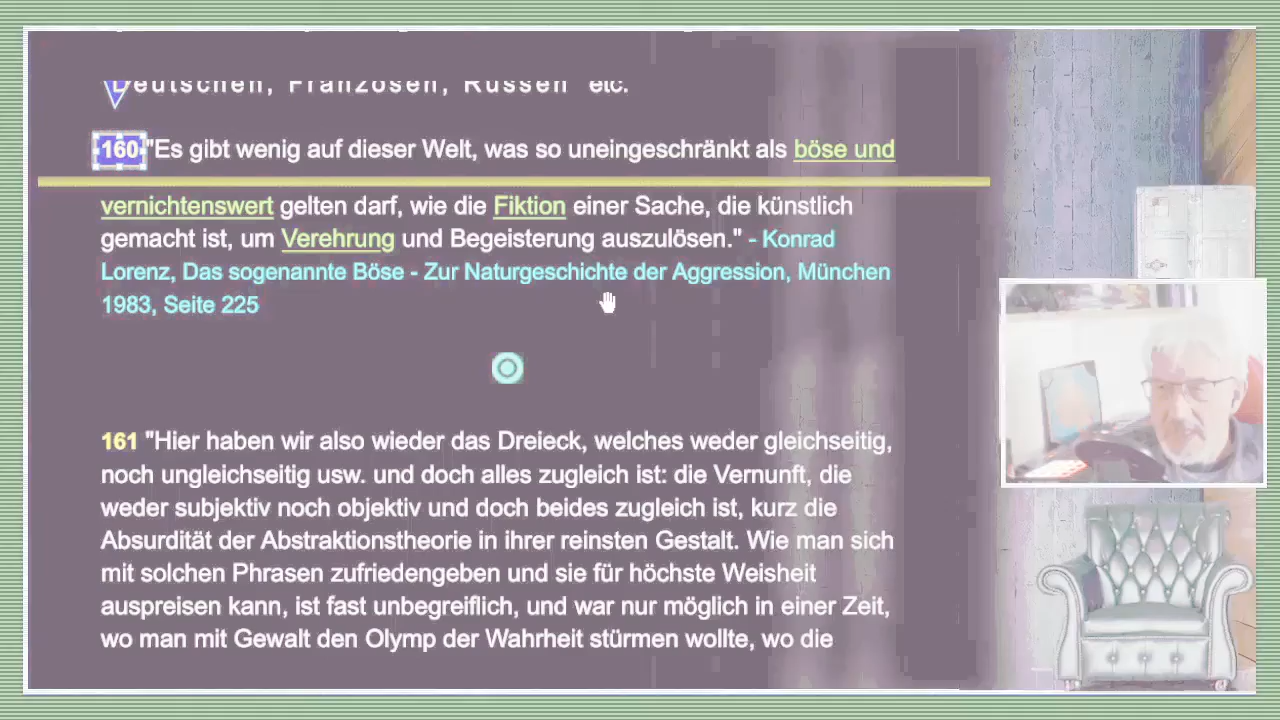 Deutschen, Franzosen, Russen etc.
160 "Es gibt wenig auf dieser Welt, was so uneingeschränkt als böse und
vernichtenswert gelten darf, wie die Fiktion einer Sache, die künstlich
gemacht ist, um Verehrung und Begeisterung auszulösen." - Konrad
Lorenz, Das sogenannte Böse - Zur Naturgeschichte der Aggression, München
1983, Seite 225
161 "Hier haben wir also wieder das Dreieck, welches weder gleichseitig,
noch ungleichseitig usw. und doch alles zugleich ist: die Vernunft, die
weder subjektiv noch objektiv und doch beides zugleich ist, kurz die
Absurdität der Abstraktionstheorie in ihrer reinsten Gestalt. Wie man sich
mit solchen Phrasen zufriedengeben und sie für höchste Weisheit
auspreisen kann, ist fast unbegreiflich, und war nur möglich in einer Zeit,
wo man mit Gewalt den Olymp der Wahrheit stürmen wollte, wo die